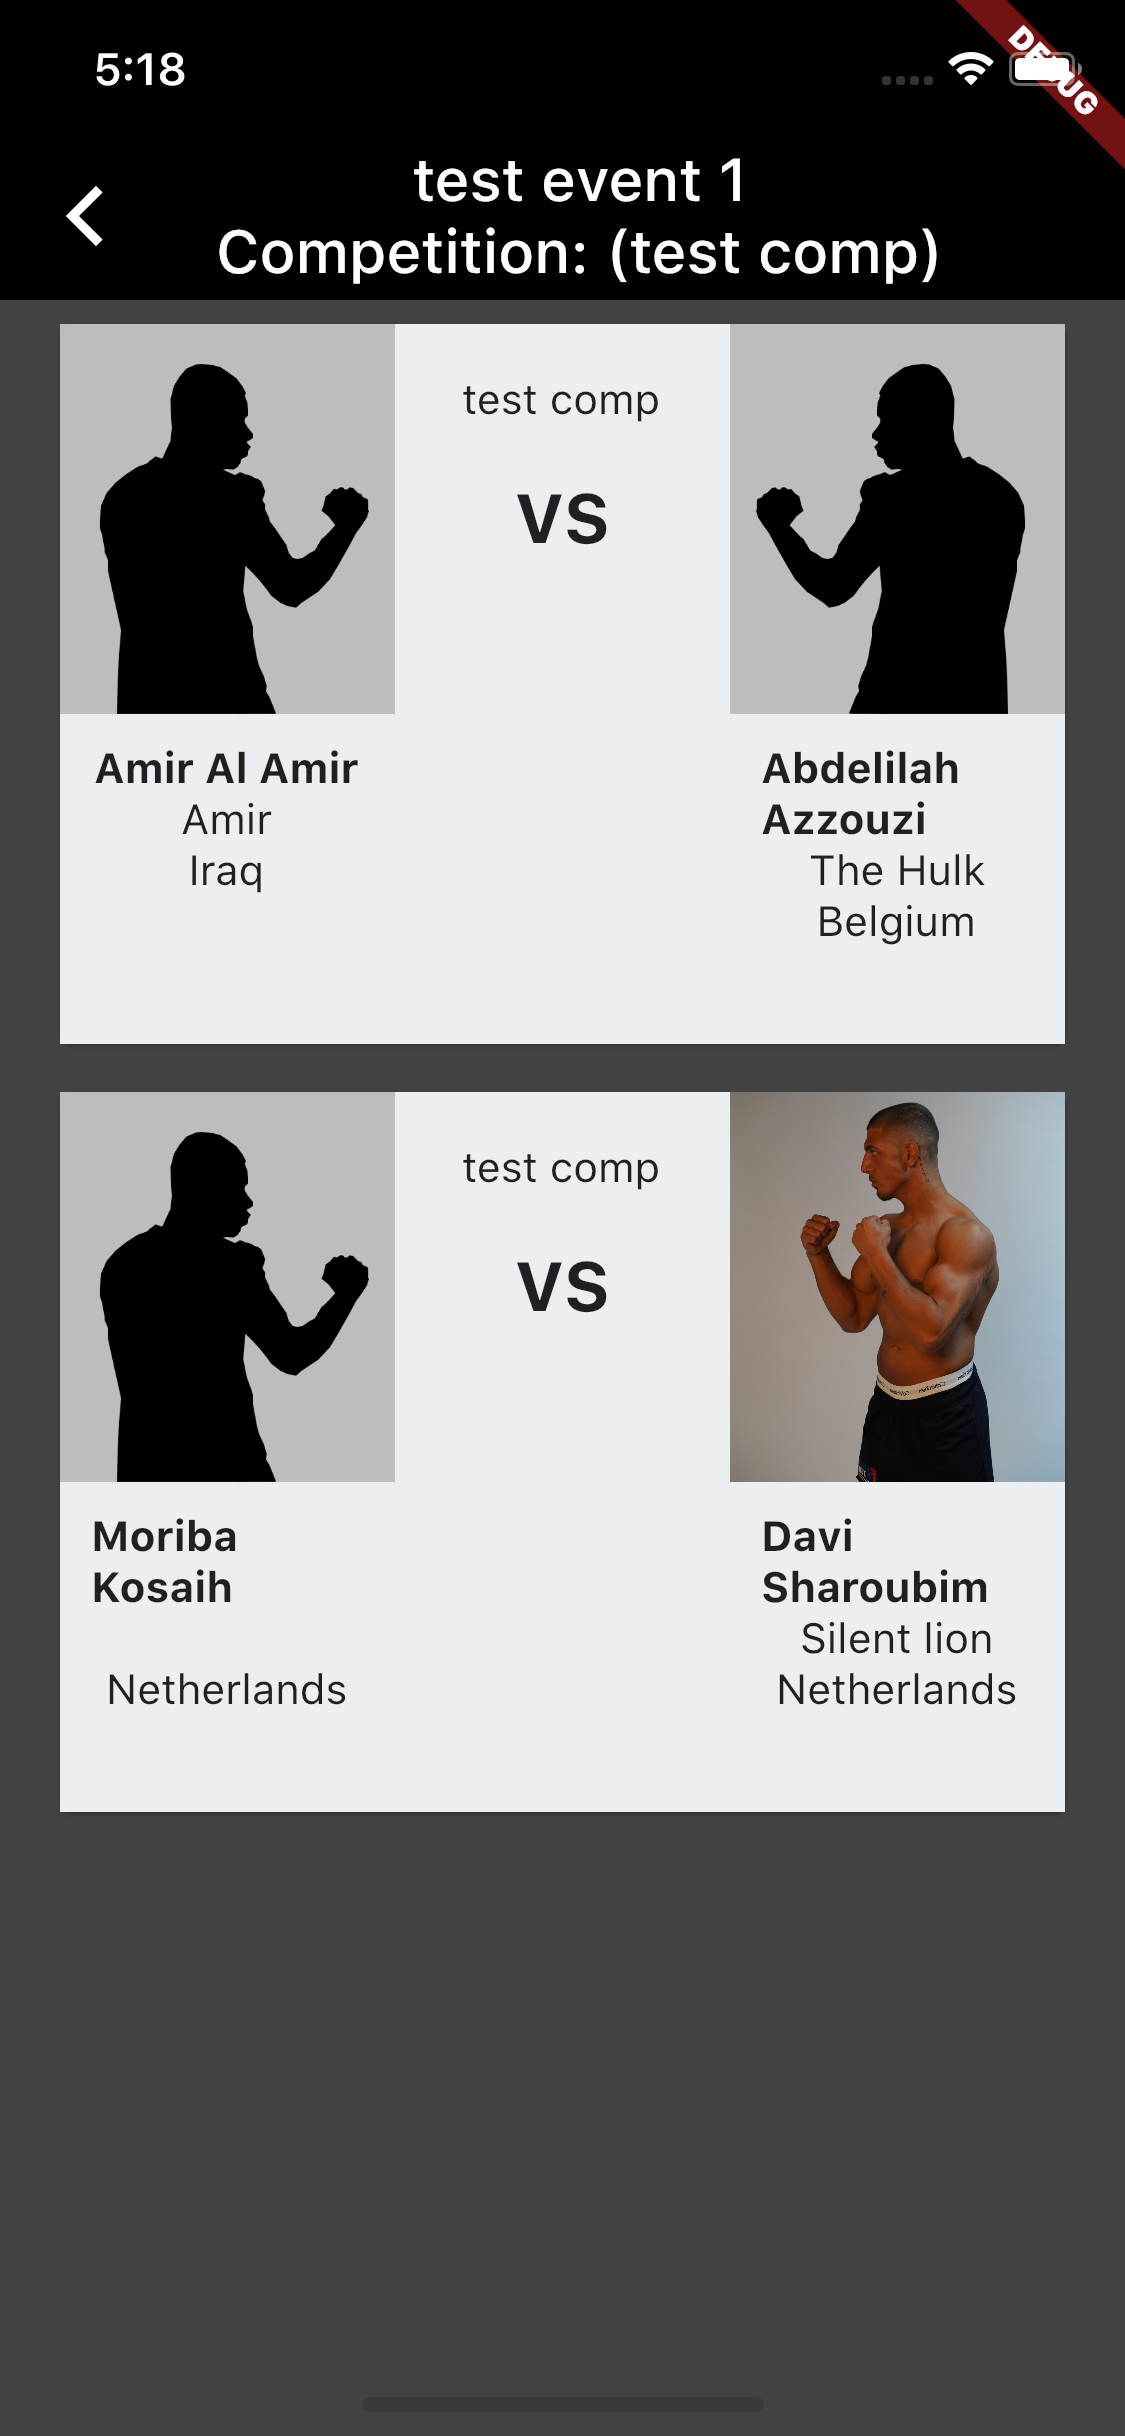 5:18
DEBUG
test event 1
Competition: (test comp)
test comp
VS
Amir Al Amir
Amir
Iraq
Abdelilah
Azzouzi
The Hulk
Belgium
test comp
VS
Moriba
Kosaih
Netherlands
Davi
Sharoubim
Silent lion
Netherlands